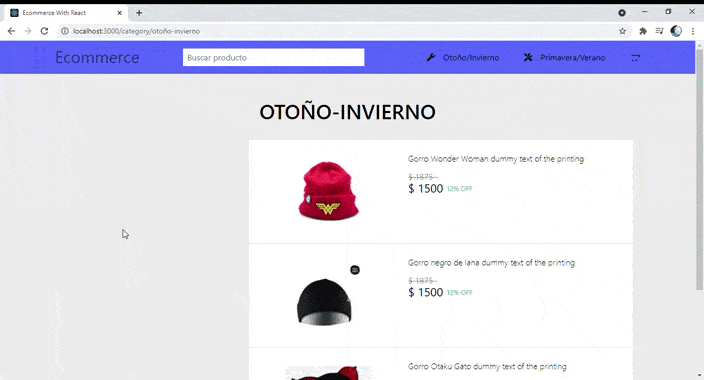 Ecommerce With React
localhost:3000/category/otoño-invierno
Ecommerce
Buscar producto
Otoño/Invierno
Primavera/Verano
OTOÑO-INVIERNO
Gorro Wonder Woman dummy text of the printing
$ 1875
$ 1500 12% OFF
Gorro negro de lana dummy text of the printing
$ 1875
$ 1500 12% OFF
Gorro Otaku Gato dummy text of the printing